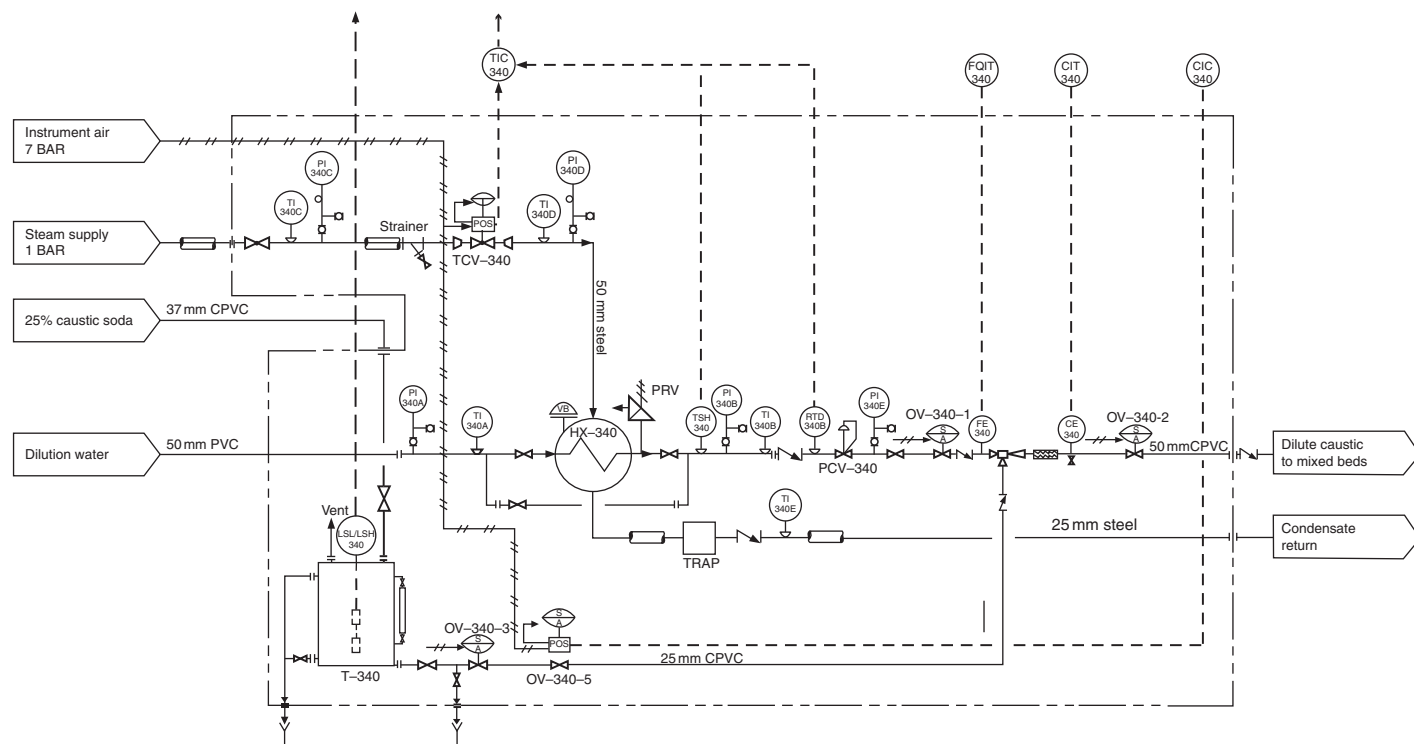 TIC
340
FQIT
340
CIT
340
CIC
340
Instrument air
7 BAR
PI
340C
PI
340D
TI
340C
TI
340D
Strainer
POS
Steam supply
1 BAR
TCV–340
50 mm steel
37 mm CPVC
25% caustic soda
PI
340A
TI
340A
VB
HX–340
PRV
TSH
340
PI
340B
TI
340B
RTD
340B
PI
340E
PCV–340
OV–340–1
S
A
FE
340
CE
340
OV–340–2
S
A
50 mm PVC
Dilution water
50 mmCPVC
Dilute caustic
to mixed beds
TI
340E
25 mm steel
TRAP
Condensate
return
Vent
LSL/LSH
340
OV–340–3
S
A
S
A
POS
25 mm CPVC
T–340
OV–340–5